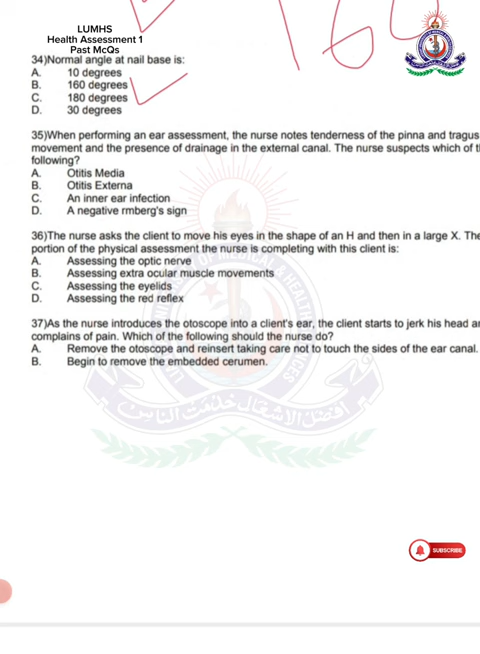 LUMHS
Health Assessment 1
Past McQs
160
34)Normal angle at nail base is:
A. 10 degrees
B. 160 degrees
C. 180 degrees
D. 30 degrees
35)When performing an ear assessment, the nurse notes tenderness of the pinna and tragus
movement and the presence of drainage in the external canal. The nurse suspects which of t
following?
A. Otitis Media
B. Otitis Externa
C. An inner ear infection
D. A negative rmberg's sign
36)The nurse asks the client to move his eyes in the shape of an H and then in a large X. The
portion of the physical assessment the nurse is completing with this client is:
A. Assessing the optic nerve
B. Assessing extra ocular muscle movements
C. Assessing the eyelids
D. Assessing the red reflex
37)As the nurse introduces the otoscope into a client's ear, the client starts to jerk his head a
complains of pain. Which of the following should the nurse do?
A. Remove the otoscope and reinsert taking care not to touch the sides of the ear canal.
B. Begin to remove the embedded cerumen.
افضل الاشغال خدمت الناس
SUBSCRIBE